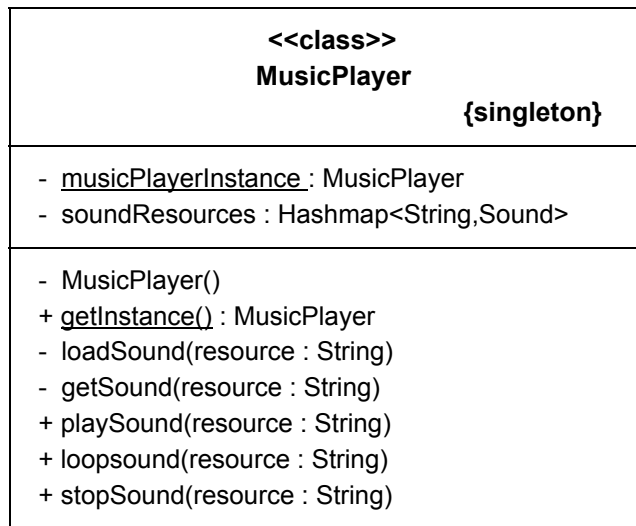 <<class>>
MusicPlayer
{singleton}
- musicPlayerInstance : MusicPlayer
- soundResources : Hashmap<String,Sound>
- MusicPlayer()
+ getInstance() : MusicPlayer
- loadSound(resource : String)
- getSound(resource : String)
+ playSound(resource : String)
+ loopsound(resource : String)
+ stopSound(resource : String)